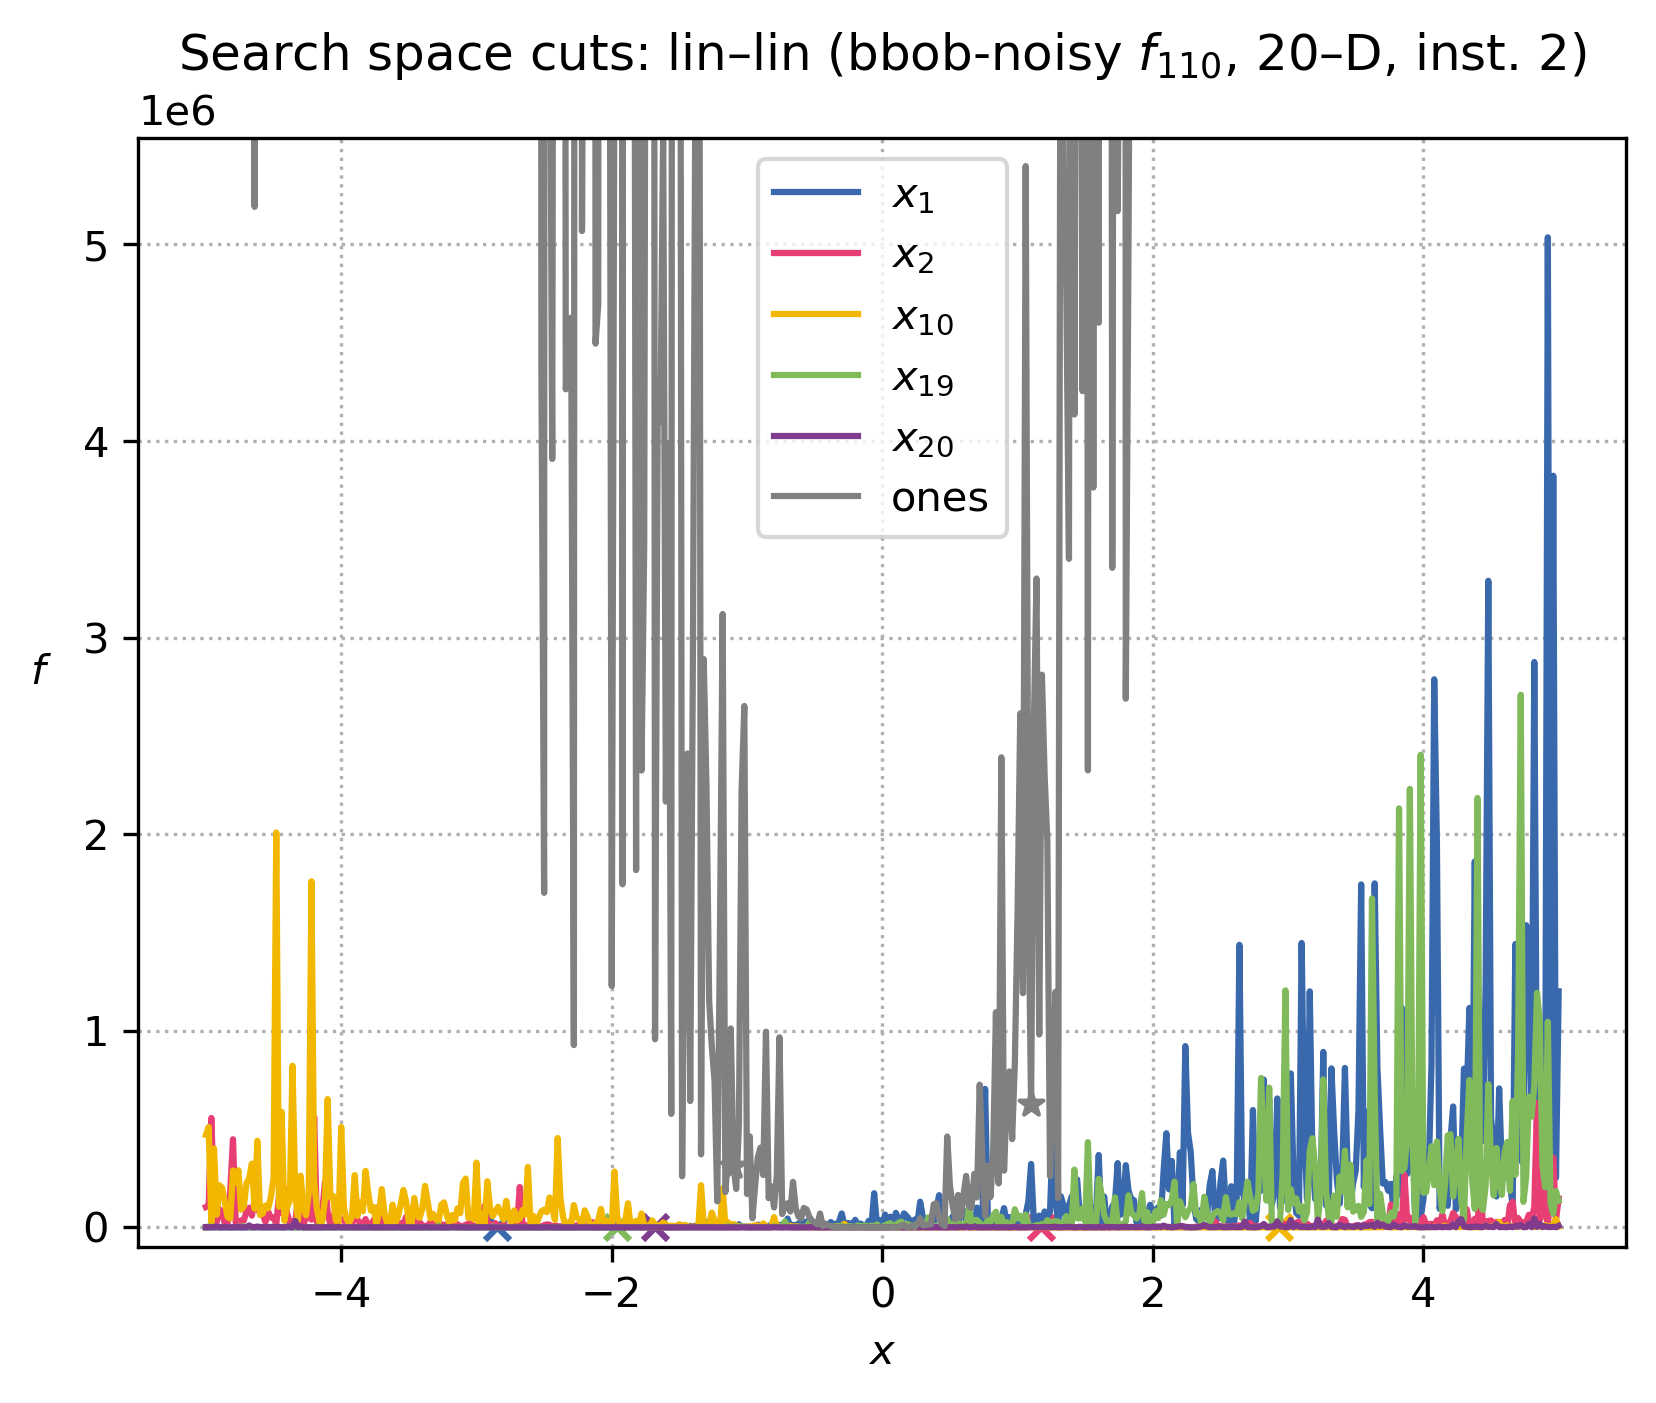 Search space cuts: lin–lin (bbob-noisy f₁₁₀, 20–D, inst. 2)
1e6
x₁
x₂
x₁₀
x₁₉
x₂₀
ones
5
4
3
2
1
0
f
−4 −2 0 2 4
x